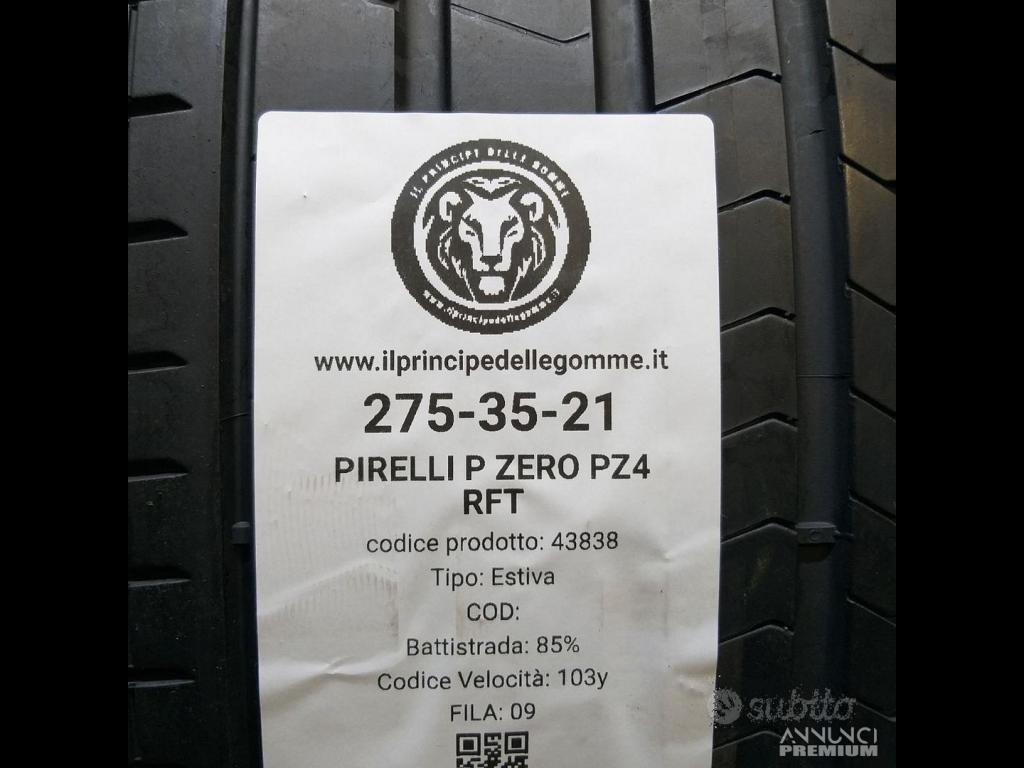 IL PRINCIPE DELLE GOMME
www.ilprincipedellegomme.it
www.ilprincipedellegomme.it
275-35-21
PIRELLI P ZERO PZ4
RFT
codice prodotto: 43838
Tipo: Estiva
COD:
Battistrada: 85%
Codice Velocità: 103y
FILA: 09
subito
ANNUNCI
PREMIUM